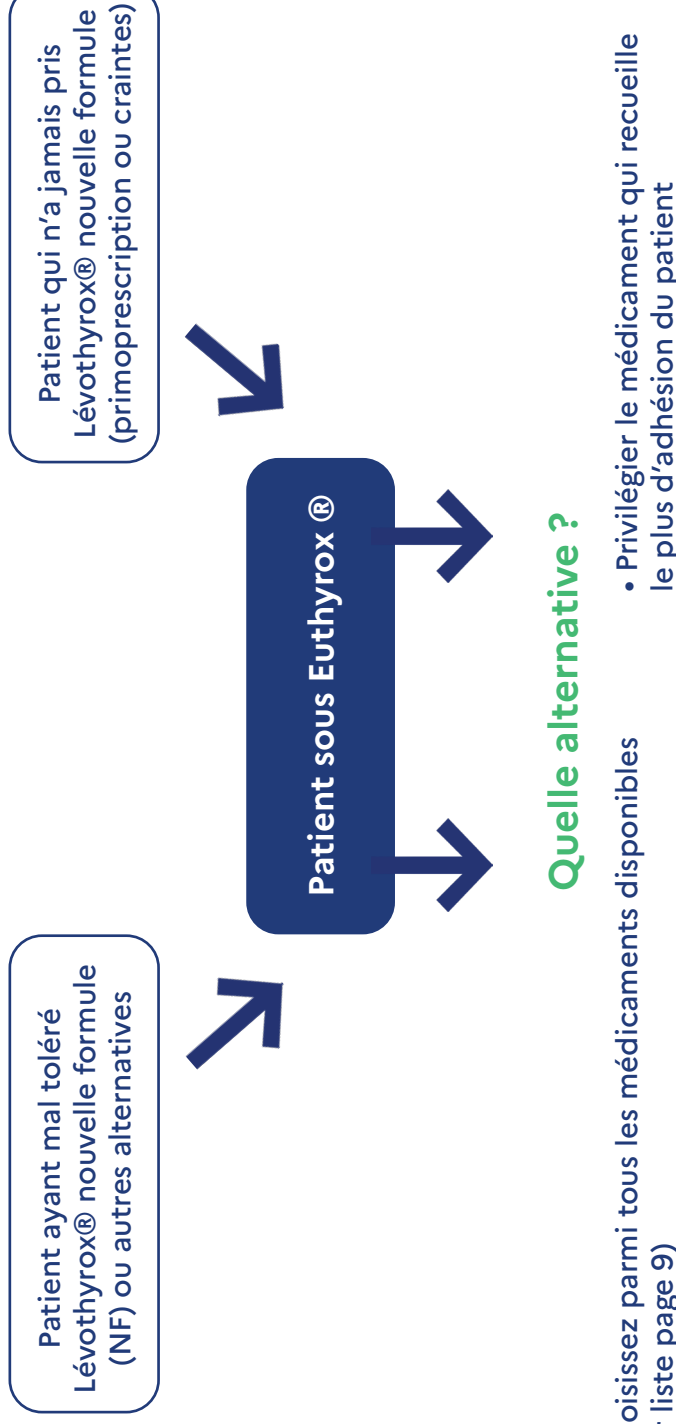 Patient ayant mal toléré
Lévothyrox® nouvelle formule
(NF) ou autres alternatives
Patient qui n’a jamais pris
Lévothyrox® nouvelle formule
(primoprescription ou craintes)
Patient sous Euthyrox ®
Quelle alternative ?
oisissez parmi tous les médicaments disponibles
liste page 9)
• Privilégier le médicament qui recueille
le plus d’adhésion du patient